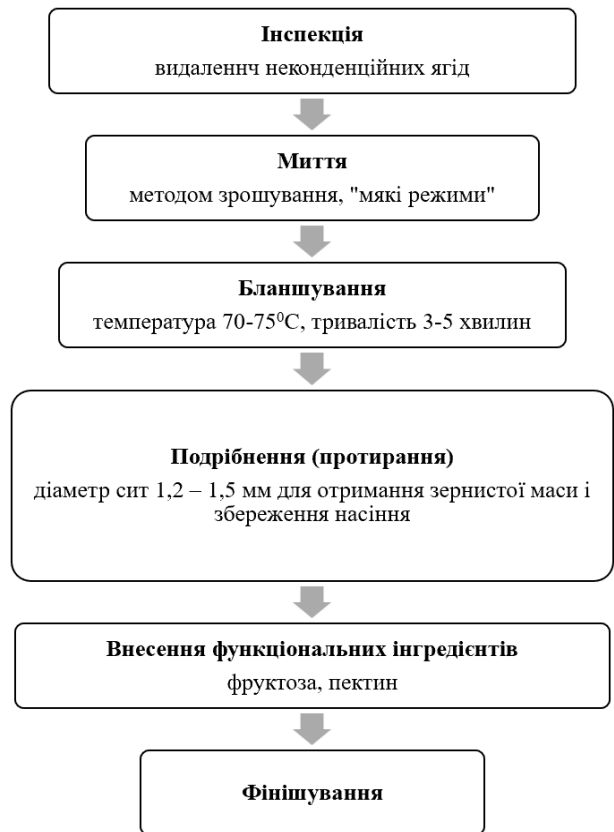 Інспекція
видаленнч неконденційних ягід
Миття
методом зрошування, "мякі режими"
Бланшування
температура 70-75⁰С, тривалість 3-5 хвилин
Подрібнення (протирання)
діаметр сит 1,2 – 1,5 мм для отримання зернистої маси і
збереження насіння
Внесення функціональних інгредієнтів
фруктоза, пектин
Фінішування